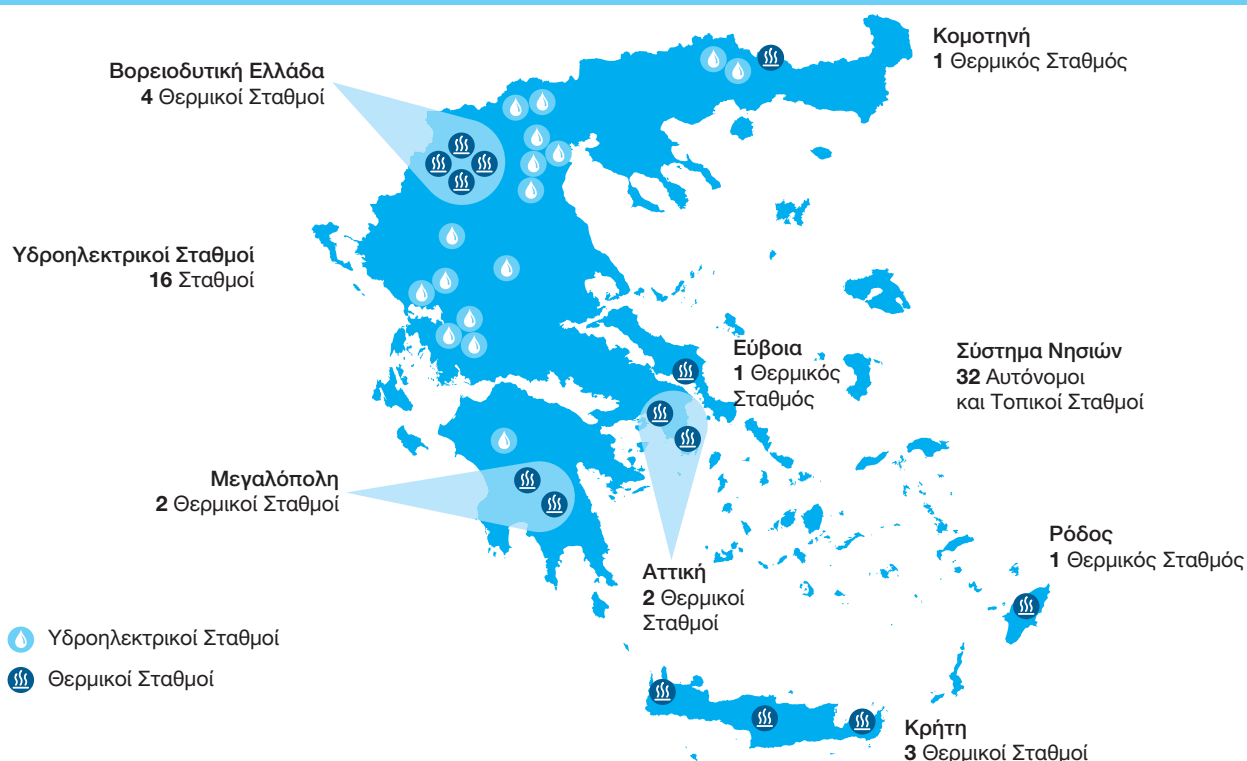 Κομοτηνή
1 Θερμικός Σταθμός
Βορειοδυτική Ελλάδα
4 Θερμικοί Σταθμοί
Υδροηλεκτρικοί Σταθμοί
16 Σταθμοί
Εύβοια
1 Θερμικός
Σταθμός
Σύστημα Νησιών
32 Αυτόνομοι
και Τοπικοί Σταθμοί
Μεγαλόπολη
2 Θερμικοί Σταθμοί
Αττική
2 Θερμικοί
Σταθμοί
Ρόδος
1 Θερμικός Σταθμός
Υδροηλεκτρικοί Σταθμοί
Θερμικοί Σταθμοί
Κρήτη
3 Θερμικοί Σταθμοί